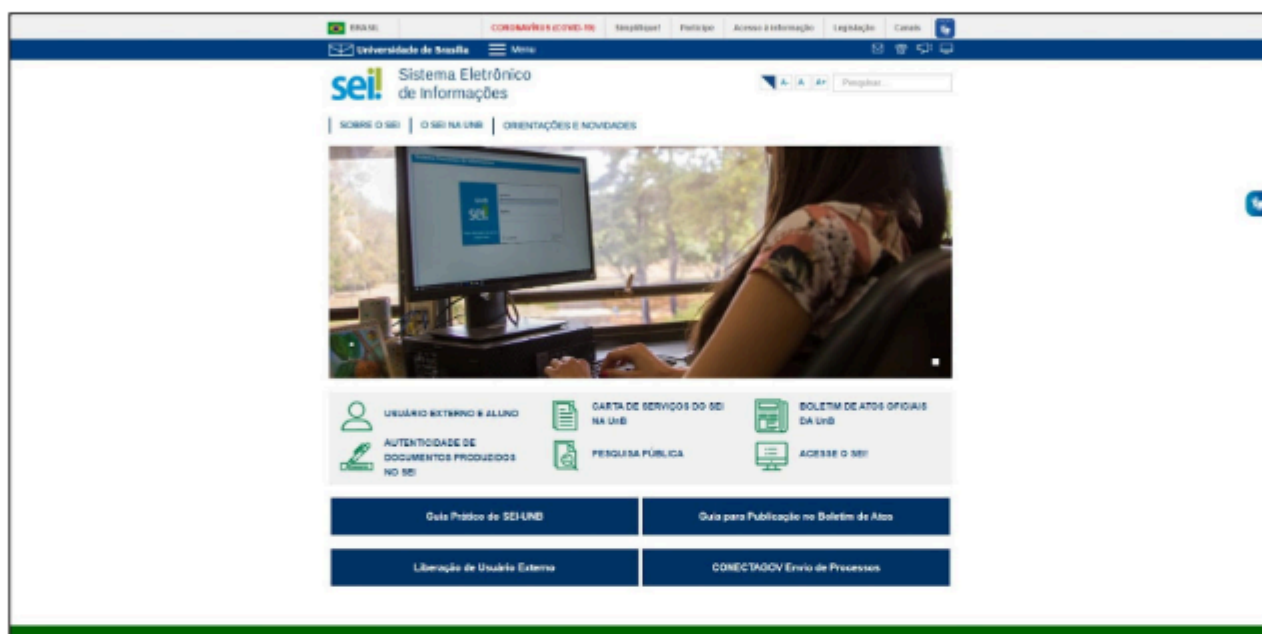 BRASIL
CORONAVÍRUS (COVID-19)
Simplifique!
Participe
Acesso à informação
Legislação
Canais
Universidade de Brasília
Menu
sei!
Sistema Eletrônico
de Informações
A-
A
A+
Pesquisar...
SOBRE O SEI
O SEI NA UNB
ORIENTAÇÕES E NOVIDADES
sei!
USUÁRIO EXTERNO E ALUNO
CARTA DE SERVIÇOS DO SEI
NA UnB
BOLETIM DE ATOS OFICIAIS
DA UnB
AUTENTICIDADE DE
DOCUMENTOS PRODUZIDOS
NO SEI
PESQUISA PÚBLICA
ACESSE O SEI!
Guia Prático do SEI-UNB
Guia para Publicação no Boletim de Atos
Liberação de Usuário Externo
CONECTAGOV Envio de Processos